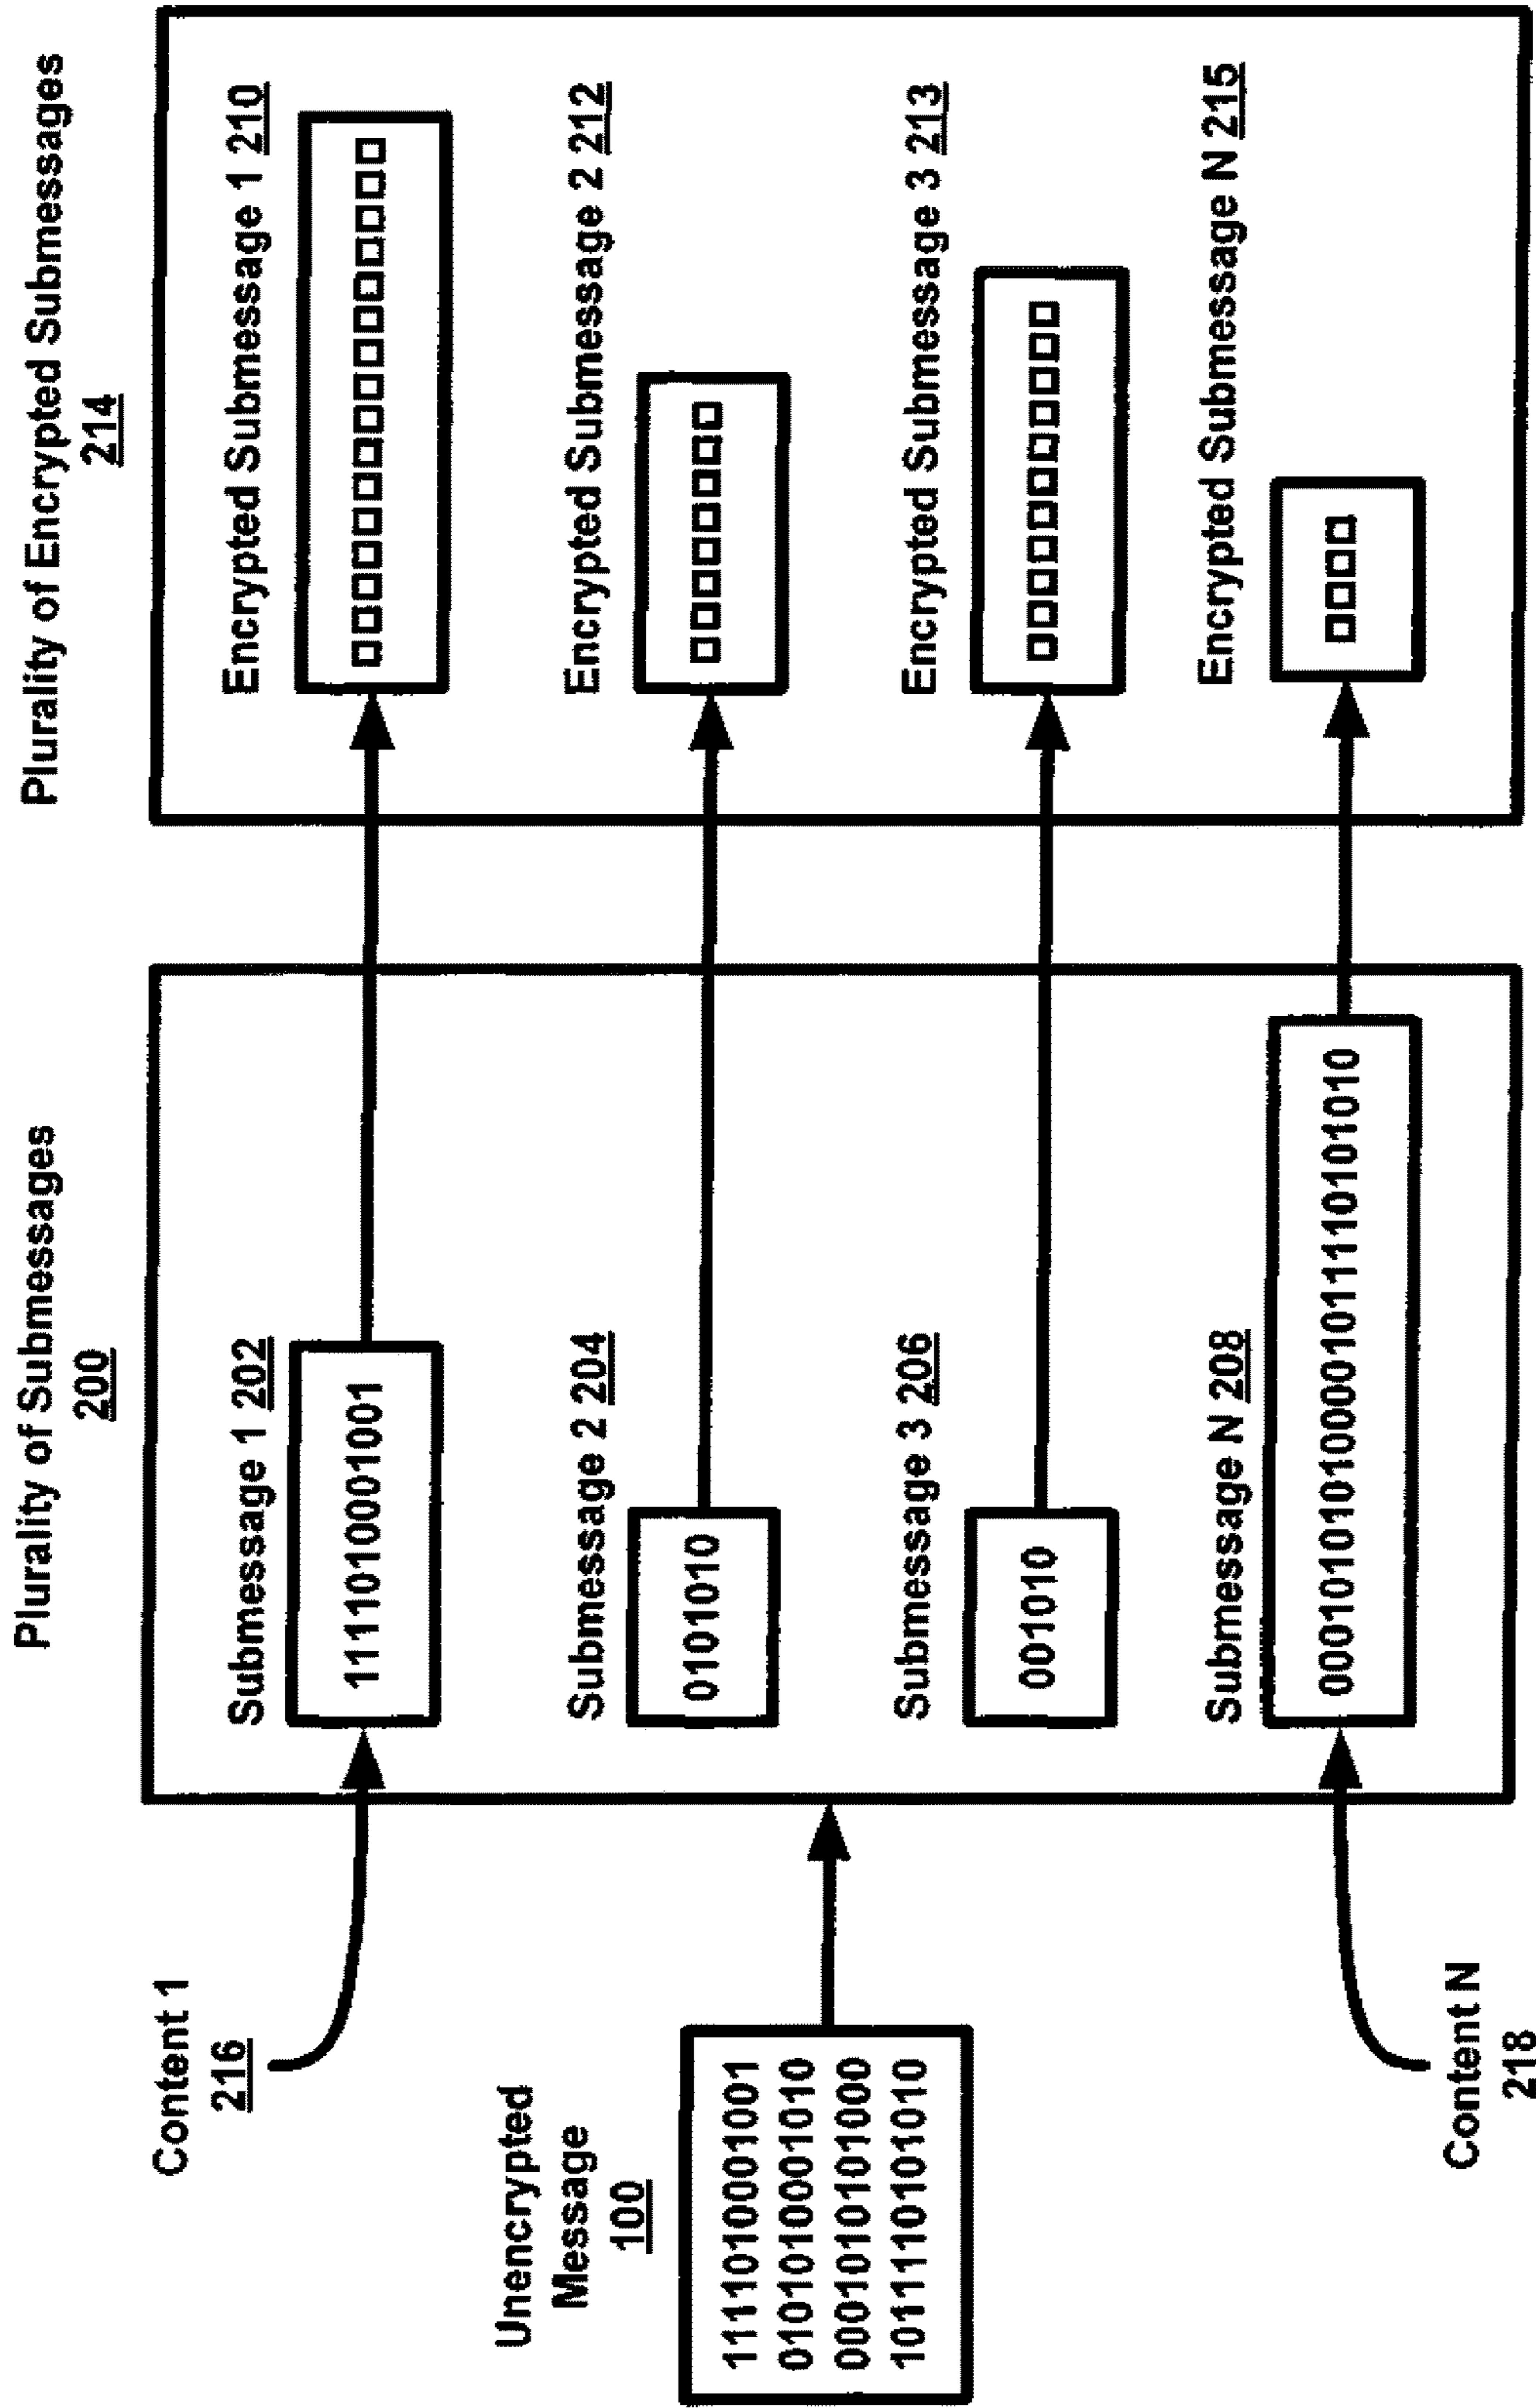 Plurality of Submessages
200
Plurality of Encrypted Submessages
214
Content 1
216
Unencrypted
Message
100
1111010001001
0101010001010
0001010101000
1011110101010
Content N
218
Submessage 1 202
1111010001001
Submessage 2 204
0101010
Submessage 3 206
001010
Submessage N 208
000101010100001011110101010
Encrypted Submessage 1 210
Encrypted Submessage 2 212
Encrypted Submessage 3 213
Encrypted Submessage N 215